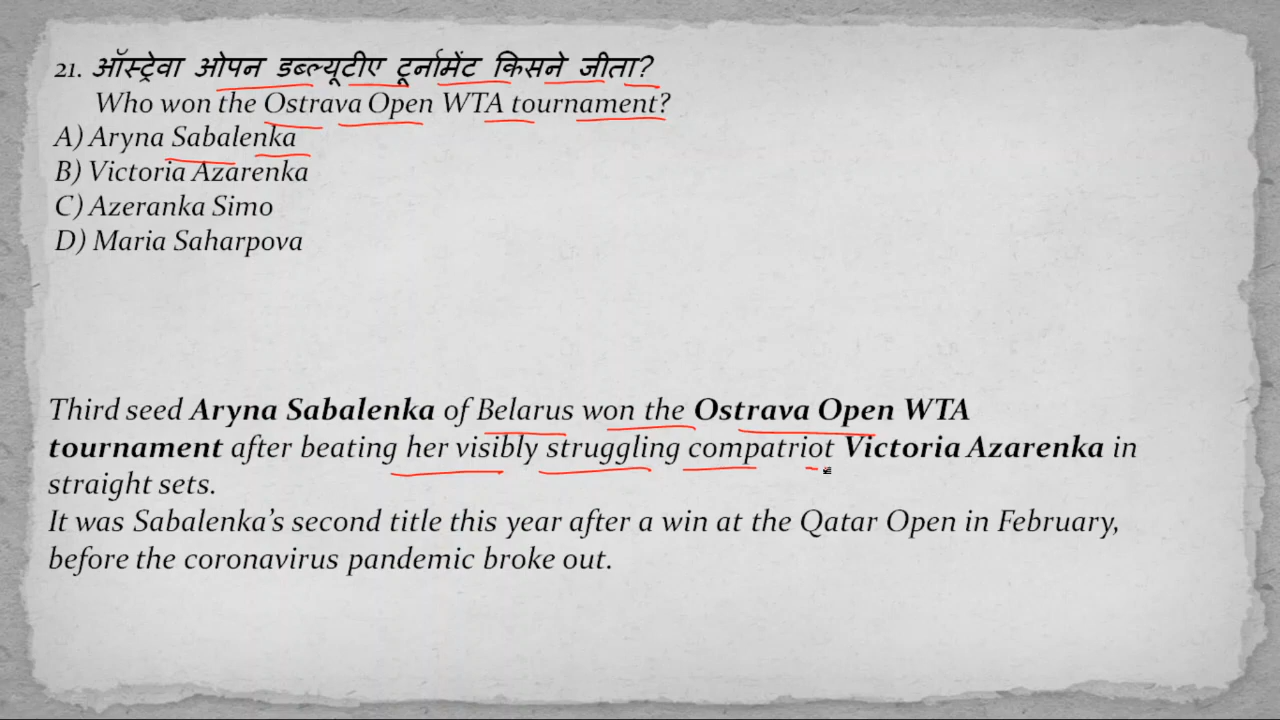 21. ऑस्ट्रेवा ओपन डब्ल्यूटीए टूर्नामेंट किसने जीता?
Who won the Ostrava Open WTA tournament?
A) Aryna Sabalenka
B) Victoria Azarenka
C) Azeranka Simo
D) Maria Saharpova
Third seed Aryna Sabalenka of Belarus won the Ostrava Open WTA
tournament after beating her visibly struggling compatriot Victoria Azarenka in
straight sets.
It was Sabalenka's second title this year after a win at the Qatar Open in February,
before the coronavirus pandemic broke out.